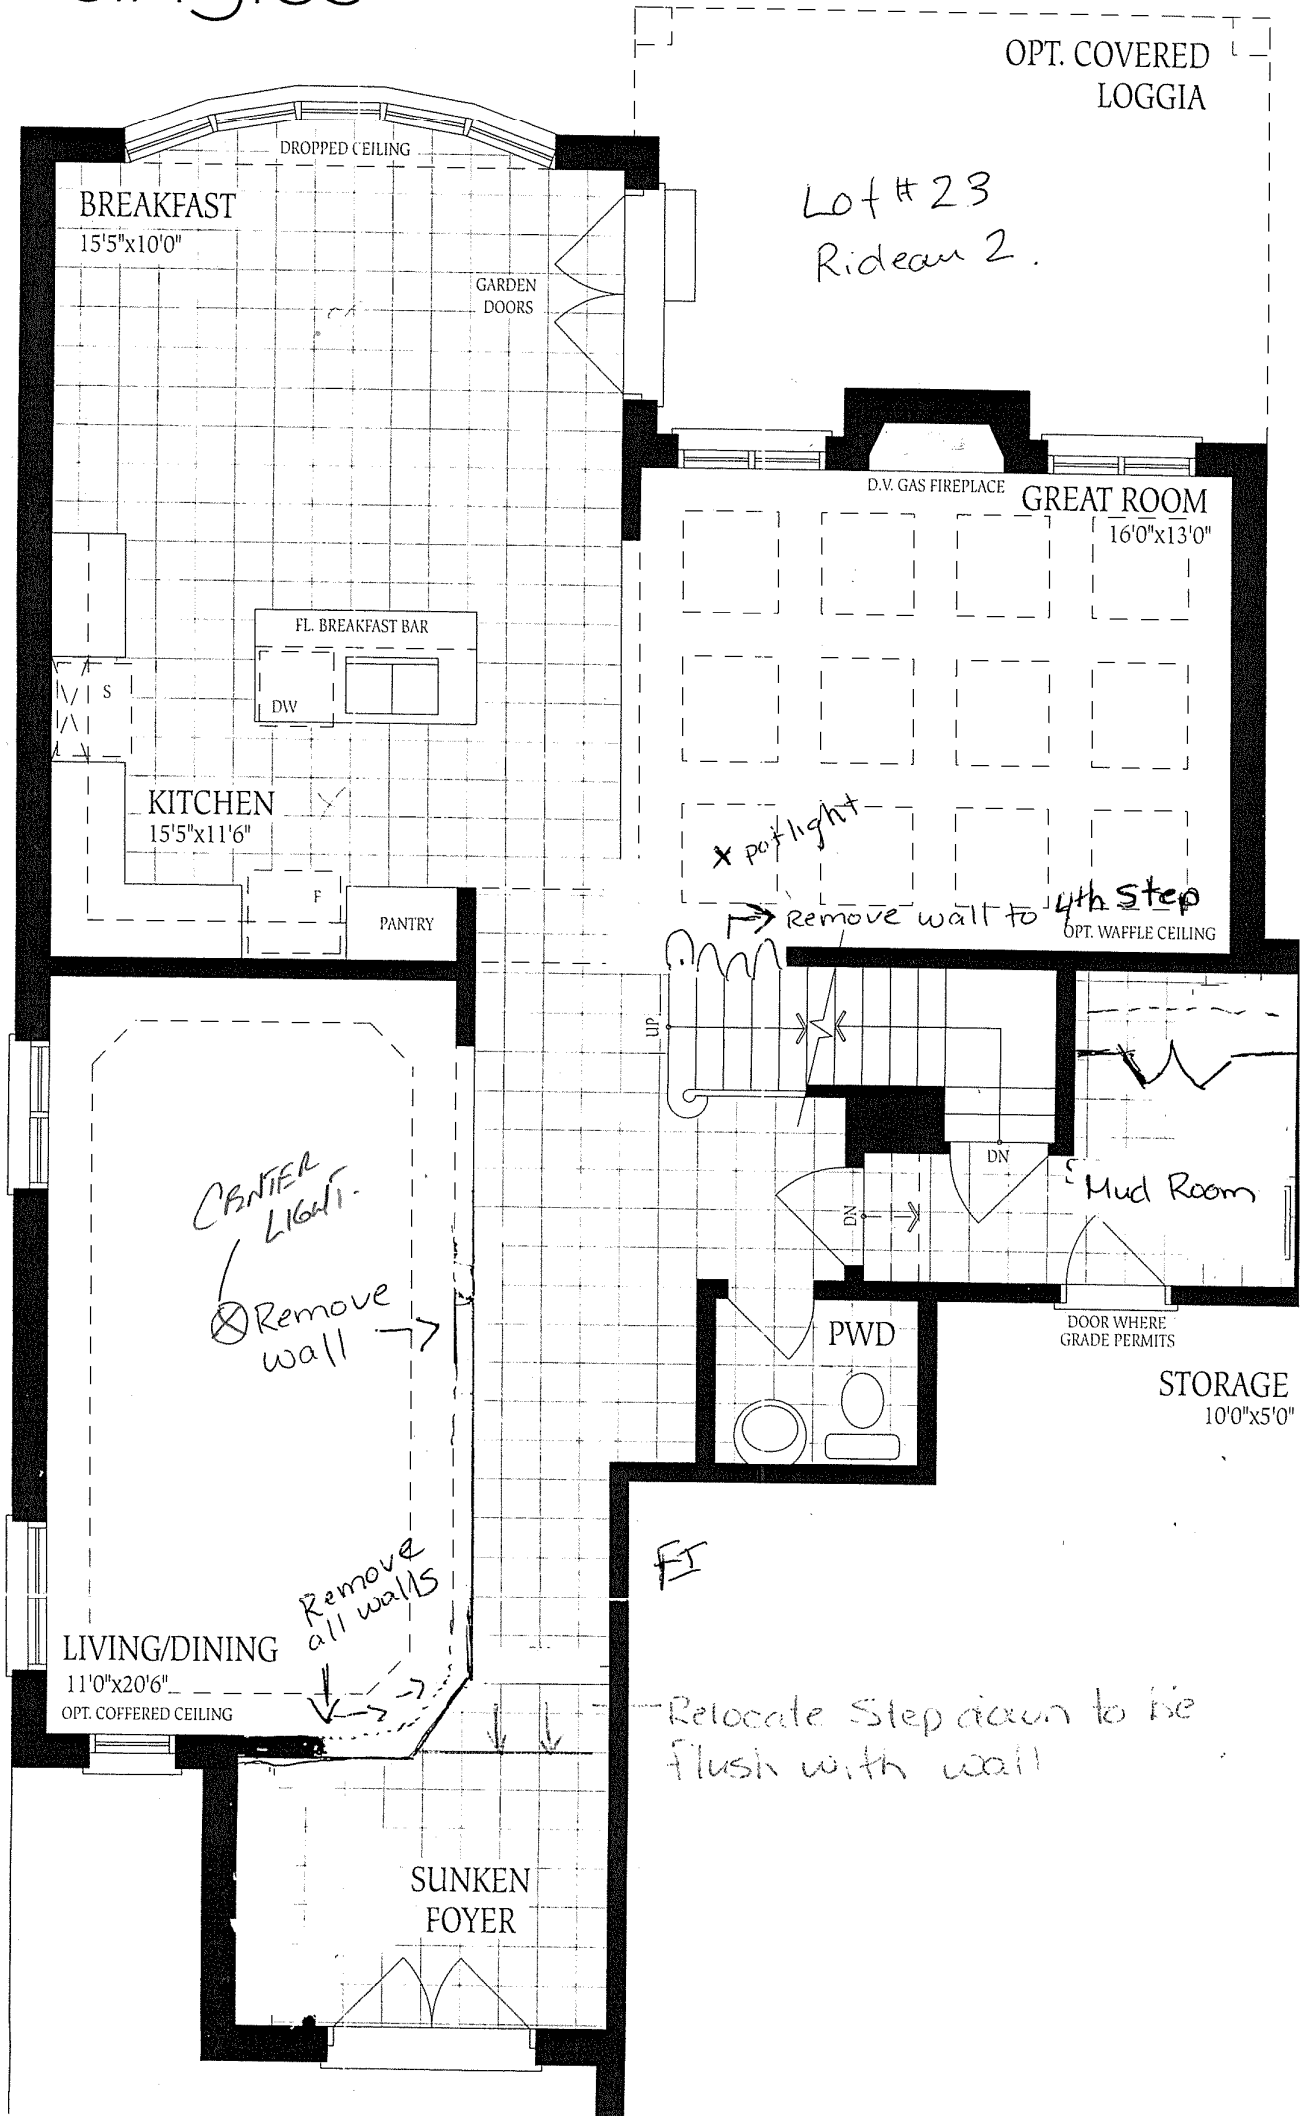 OPT. COVERED
LOGGIA
DROPPED CEILING
BREAKFAST
15'5"x10'0"
Lot # 23
Rideau 2.
GARDEN
DOORS
D.V. GAS FIREPLACE
GREAT ROOM
16'0"x13'0"
FL. BREAKFAST BAR
S
DW
KITCHEN
15'5"x11'6"
x potlight
F
PANTRY
Remove wall to 4th Step
OPT. WAFFLE CEILING
UP
DN
DN
Mud Room
CENTER
LIGHT.
Remove
wall
PWD
DOOR WHERE
GRADE PERMITS
STORAGE
10'0"x5'0"
Remove
all walls
LIVING/DINING
11'0"x20'6"
OPT. COFFERED CEILING
Relocate Step down to be
flush with wall
SUNKEN
FOYER